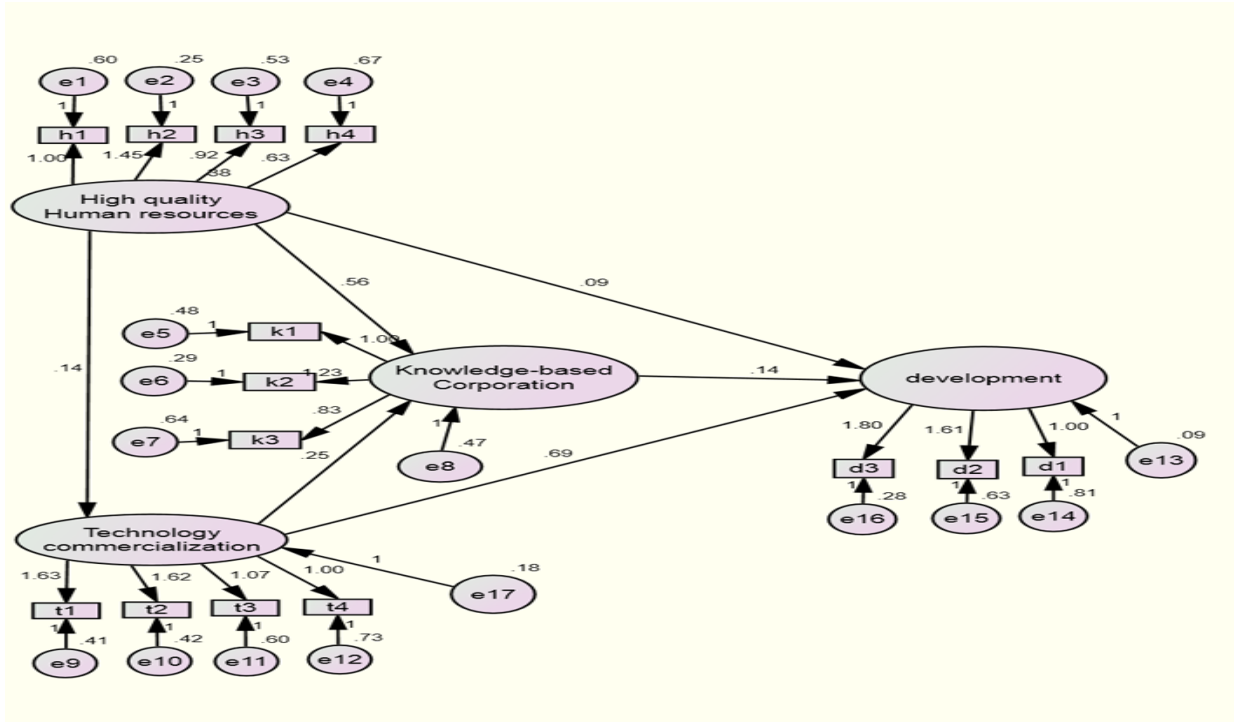 .60 .25 .53 .67
e1 e2 e3 e4
1 1 1 1
h1 h2 h3 h4
1.00 1.45 .92 .63
.38
High quality
Human resources
.56 .09
.48
e5 1 k1 1.00
.29
e6 1 k2 1.23
.14
Knowledge-based
Corporation
.14
development
.64 .83
e7 1 k3
1
e8 .47
.25 .69
1.80 1.61 1.00 1
.09
e13
d3 d2 d1
1 1 1
.28 .63 .81
e16 e15 e14
Technology
commercialization
1.63 1.62 1.07 1.00 1
.18
e17
t1 t2 t3 t4
1 1 1 1
.41 .42 .60 .73
e9 e10 e11 e12